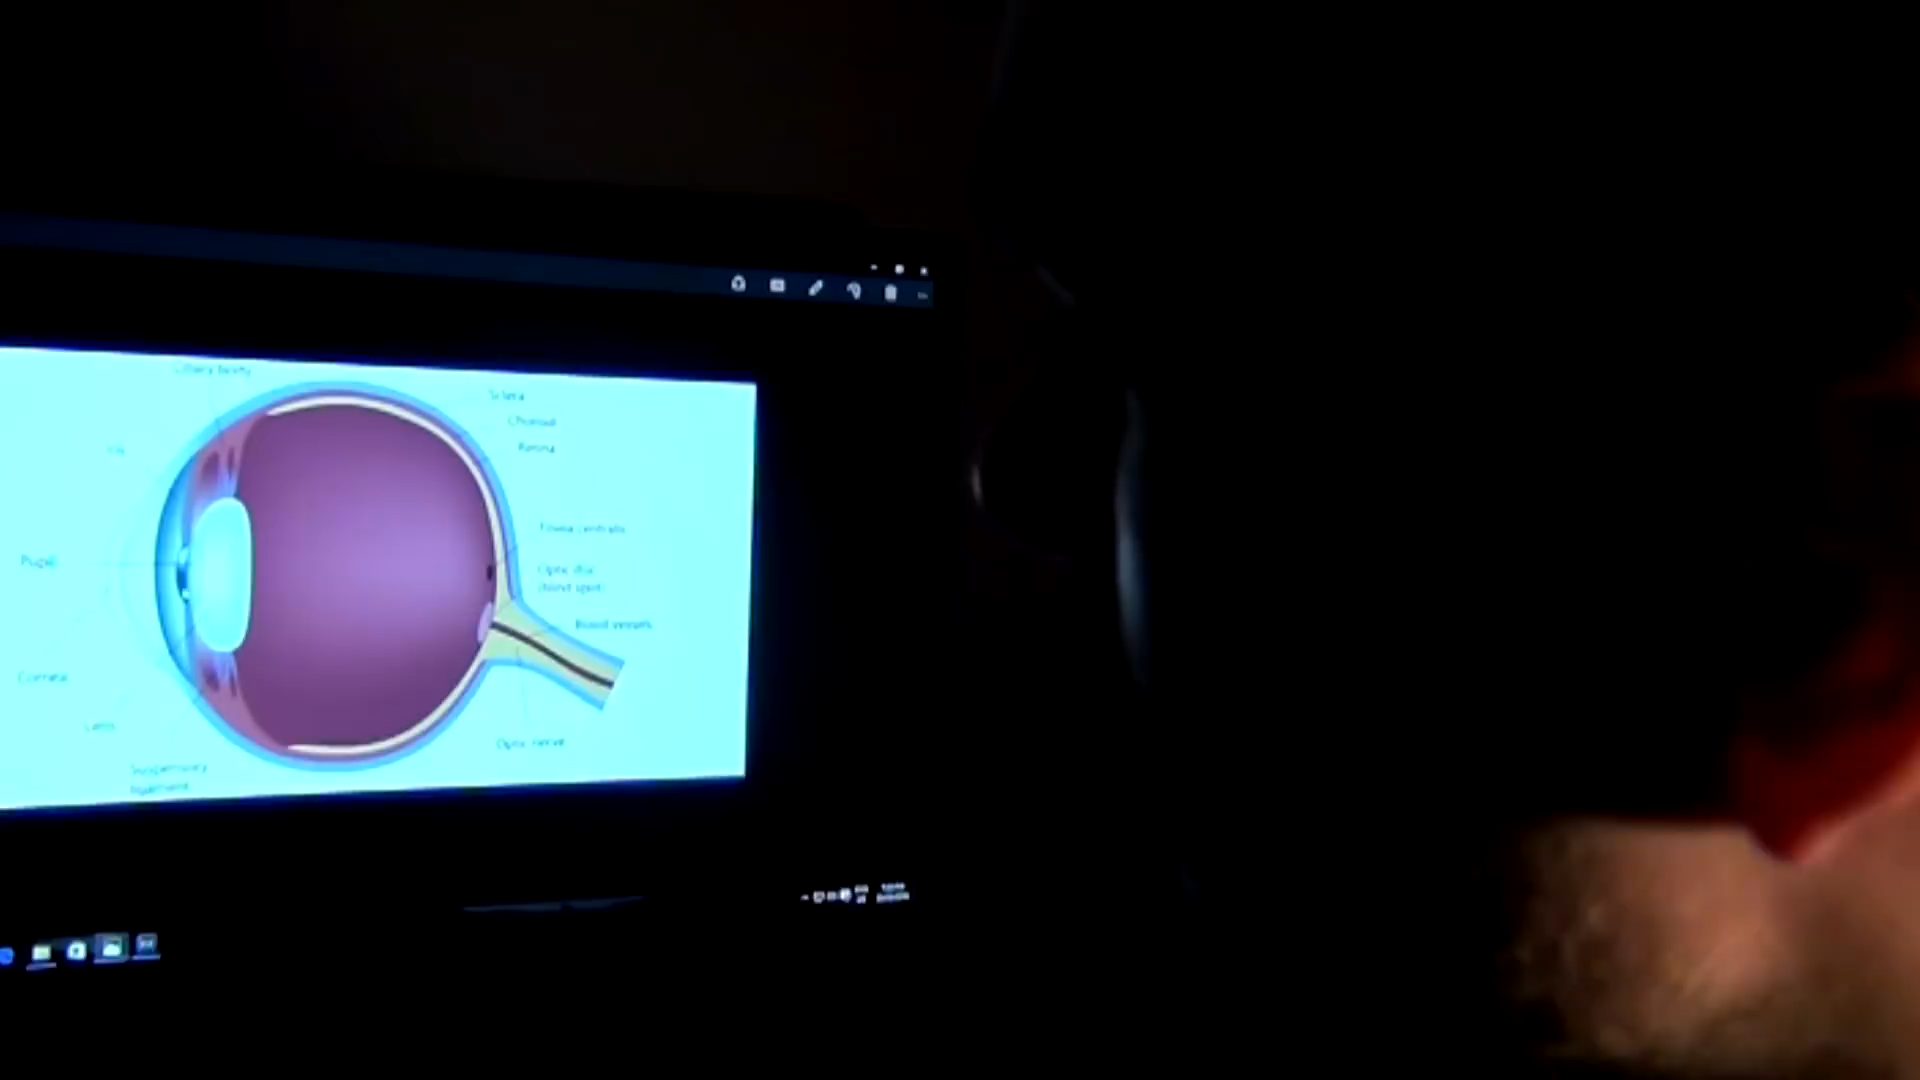 Ciliary body
Sclera
Choroid
Retina
Fovea centralis
Optic disc
(blind spot)
Pupil
Blood vessels
Cornea
Lens
Optic nerve
Suspensory
ligament